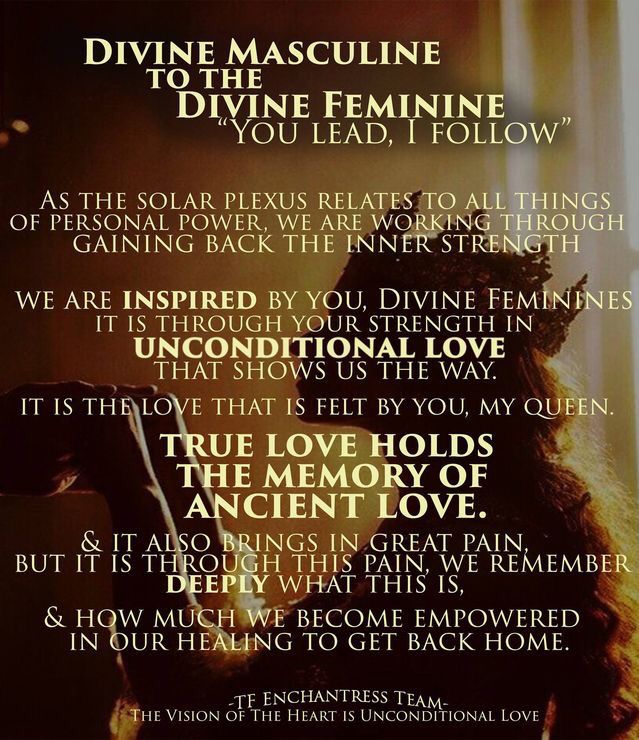 Divine Masculine
to the
Divine Feminine
"You lead, I follow"
As the solar plexus relates to all things
of personal power, we are working through
gaining back the inner strength
we are inspired by you, Divine Feminines
it is through your strength in
unconditional love
that shows us the way.
it is the love that is felt by you, my queen.
True love holds
the memory of
ancient love.
& it also brings in great pain,
but it is through this pain, we remember
deeply what this is,
& how much we become empowered
in our healing to get back home.
-TF Enchantress Team-
The Vision of The Heart is Unconditional Love